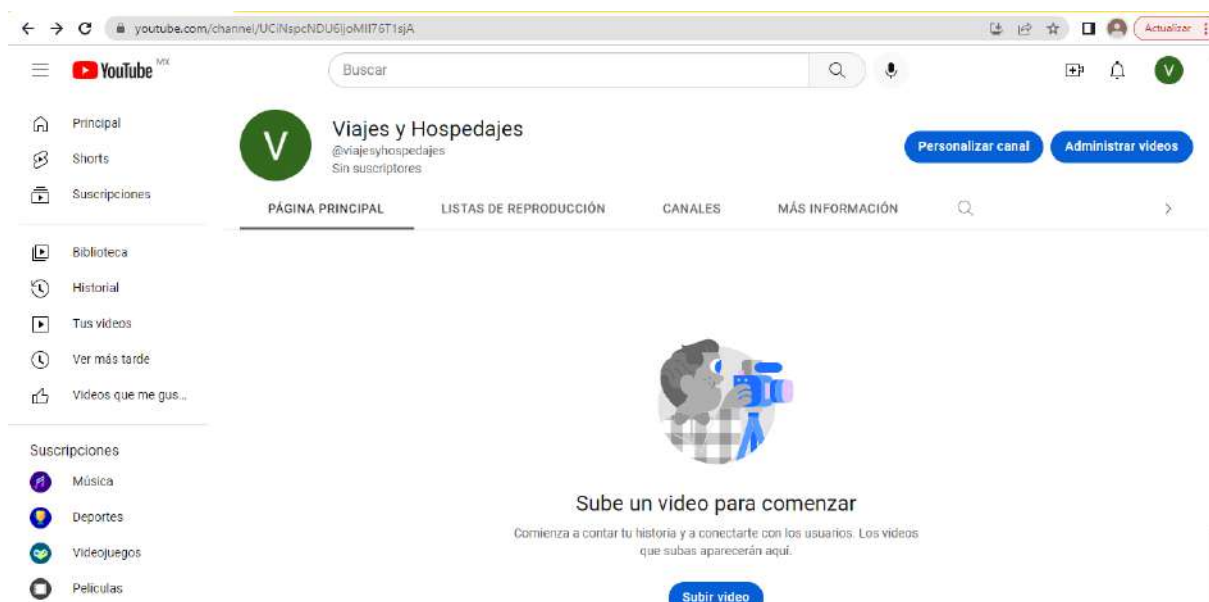 youtube.com/channel/UCiNspcNDU6IjoMII76T1sjA
Actualizar
YouTube MX
Buscar
V
Principal
Shorts
Suscripciones
Biblioteca
Historial
Tus videos
Ver más tarde
Videos que me gus...
Suscripciones
Música
Deportes
Videojuegos
Películas
V
Viajes y Hospedajes
@viajesyhospedajes
Sin suscriptores
Personalizar canal
Administrar videos
PÁGINA PRINCIPAL LISTAS DE REPRODUCCIÓN CANALES MÁS INFORMACIÓN
Sube un video para comenzar
Comienza a contar tu historia y a conectarte con los usuarios. Los videos
que subas aparecerán aquí.
Subir video